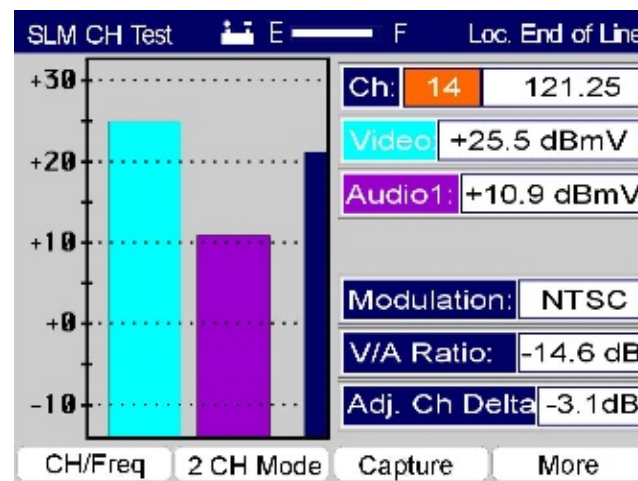 SLM CH Test E F Loc. End of Line
+30
+20
+10
+0
-10
Ch: 14 121.25
Video: +25.5 dBmV
Audio1: +10.9 dBmV
Modulation: NTSC
V/A Ratio: -14.6 dB
Adj. Ch Delta -3.1dB
CH/Freq 2 CH Mode Capture More